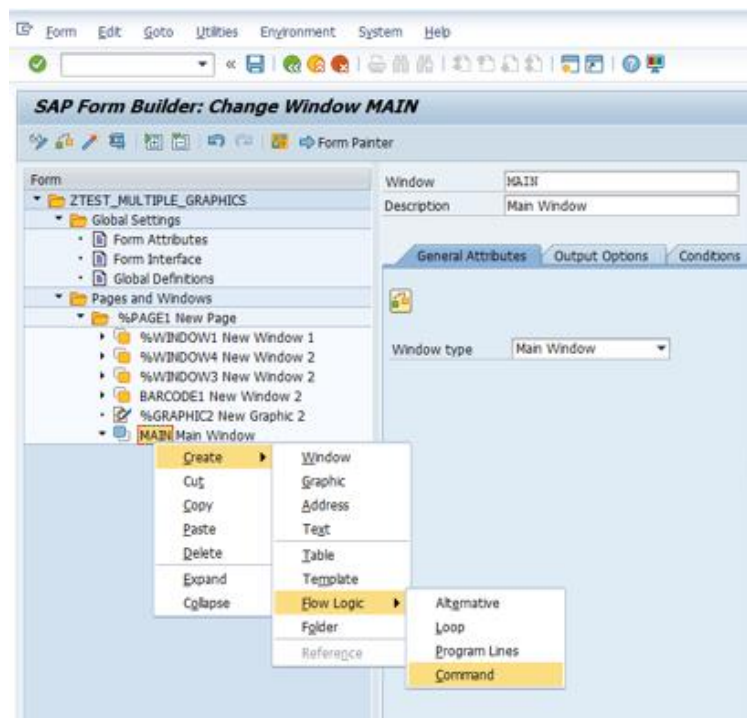 Form Edit Goto Utilities Environment System Help
SAP Form Builder: Change Window MAIN
Form Painter
Form
ZTEST_MULTIPLE_GRAPHICS
Global Settings
Form Attributes
Form Interface
Global Definitions
Pages and Windows
%PAGE1 New Page
%WINDOW1 New Window 1
%WINDOW4 New Window 2
%WINDOW3 New Window 2
BARCODE1 New Window 2
%GRAPHIC2 New Graphic 2
MAIN Main Window
Window MAIN
Description Main Window
General Attributes Output Options Conditions
Window type Main Window
Create
Cut
Copy
Paste
Delete
Expand
Collapse
Window
Graphic
Address
Text
Table
Template
Flow Logic
Folder
Reference
Alternative
Loop
Program Lines
Command